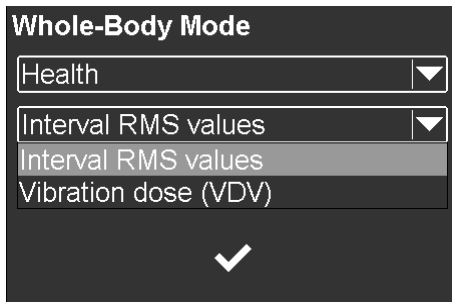 Whole-Body Mode
Health
Interval RMS values
Interval RMS values
Vibration dose (VDV)